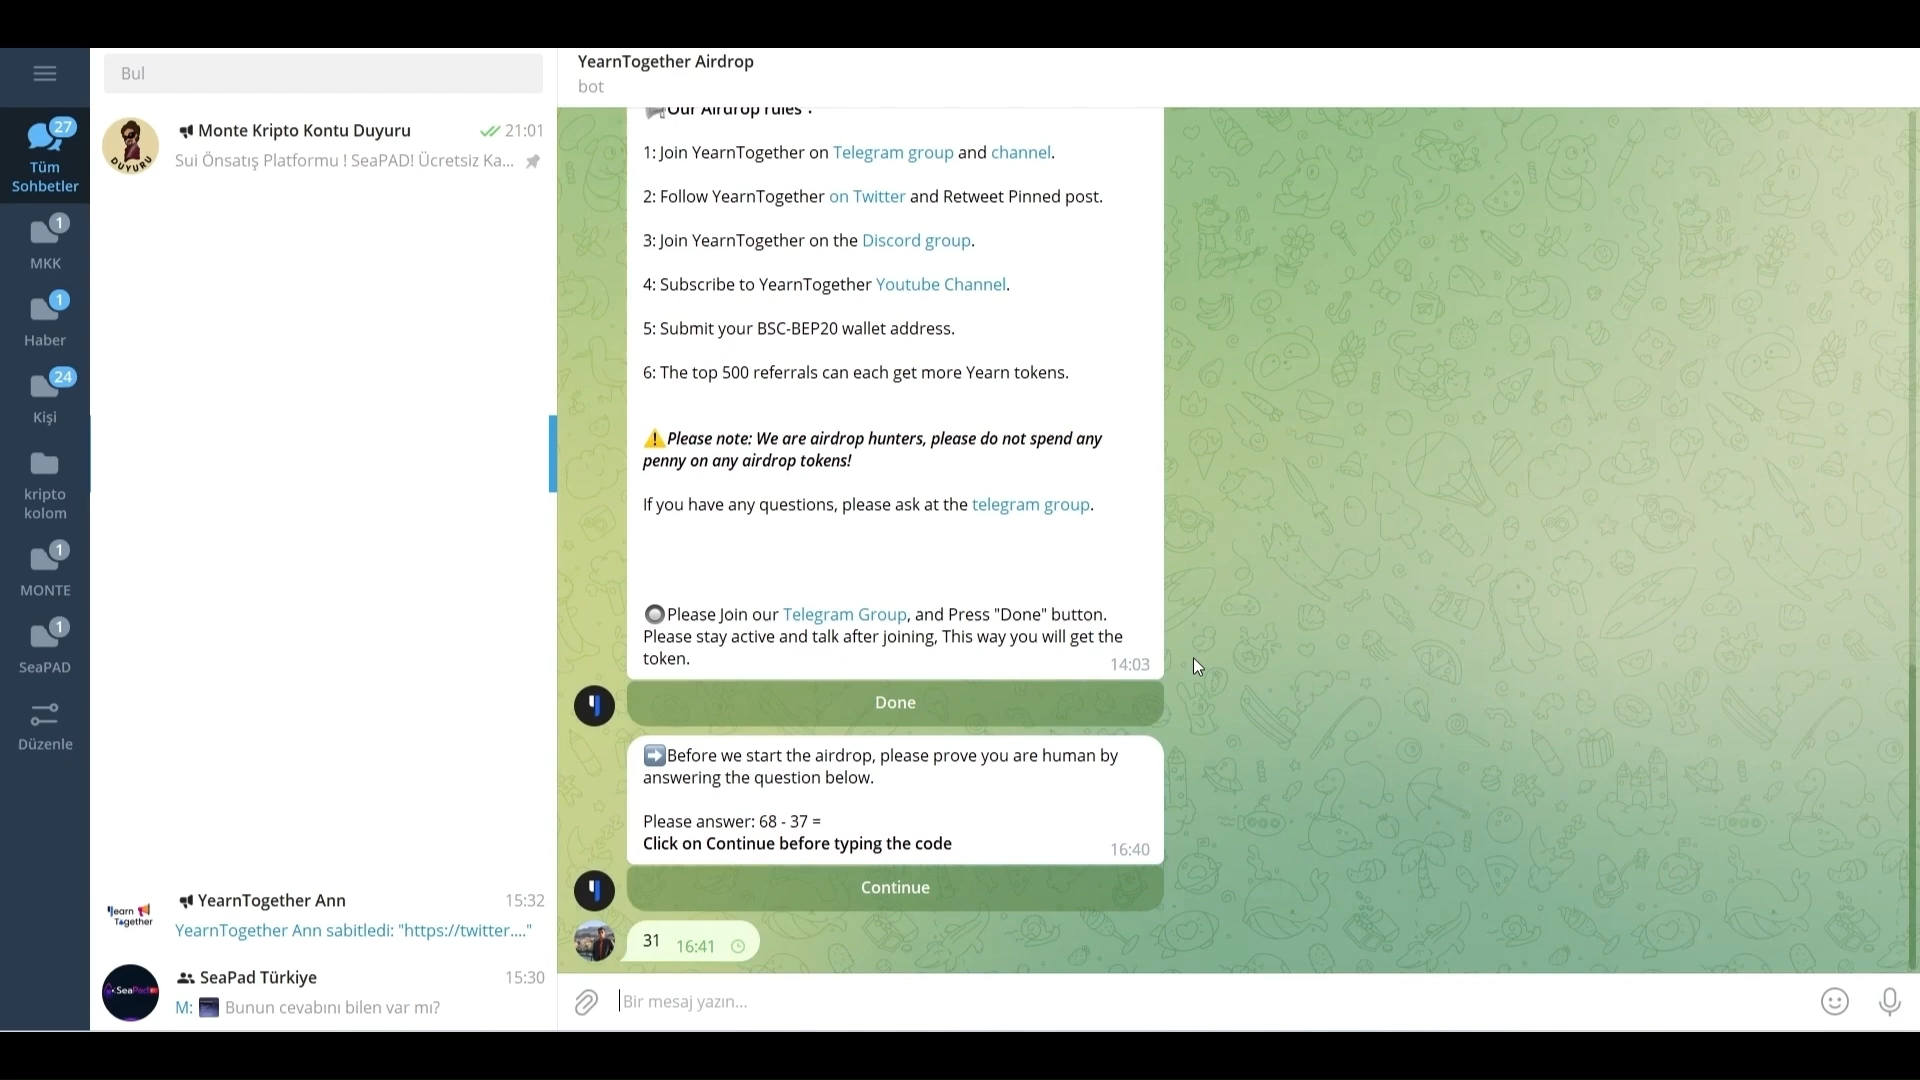 Bul
Tüm
Sohbetler
27
MKK
1
Haber
1
Kişi
24
kripto
kolom
MONTE
1
SeaPAD
1
Düzenle
DUYURU
Monte Kripto Kontu Duyuru
21:01
Sui Önsatış Platformu ! SeaPAD! Ücretsiz Ka...
Yearn
Together
YearnTogether Ann
15:32
YearnTogether Ann sabitledi: "https://twitter...."
SeaPad
SeaPad Türkiye
15:30
M: Bunun cevabını bilen var mı?
YearnTogether Airdrop
bot
Our Airdrop rules :
1: Join YearnTogether on Telegram group and channel.
2: Follow YearnTogether on Twitter and Retweet Pinned post.
3: Join YearnTogether on the Discord group.
4: Subscribe to YearnTogether Youtube Channel.
5: Submit your BSC-BEP20 wallet address.
6: The top 500 referrals can each get more Yearn tokens.
Please note: We are airdrop hunters, please do not spend any
penny on any airdrop tokens!
If you have any questions, please ask at the telegram group.
Please Join our Telegram Group, and Press "Done" button.
Please stay active and talk after joining, This way you will get the
token.
14:03
Done
Before we start the airdrop, please prove you are human by
answering the question below.
Please answer: 68 - 37 =
Click on Continue before typing the code
16:40
Continue
31
16:41
Bir mesaj yazın...